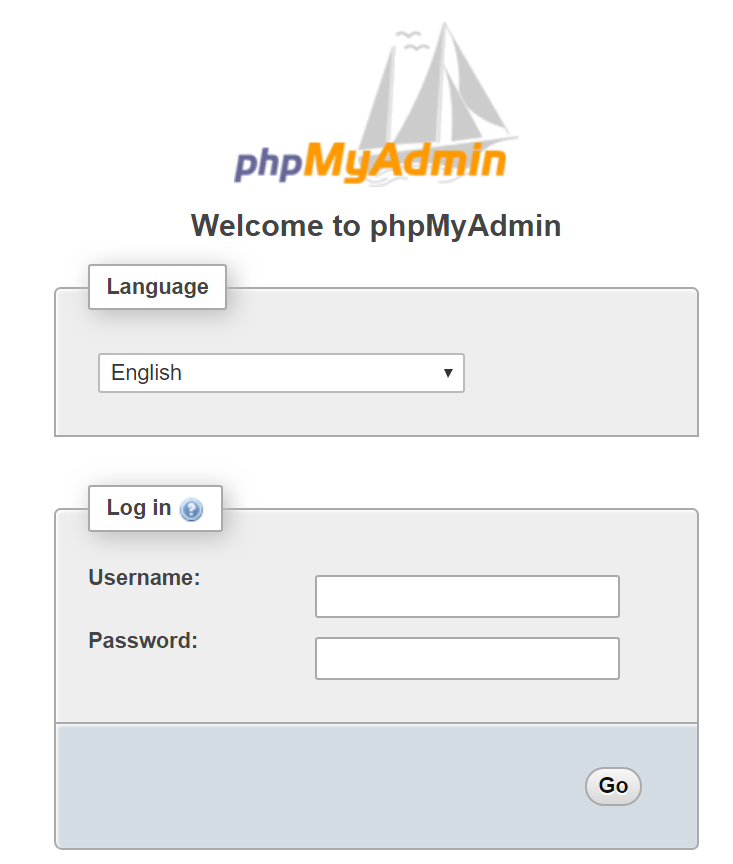 phpMyAdmin
Welcome to phpMyAdmin
Language
English
Log in
Username:
Password:
Go